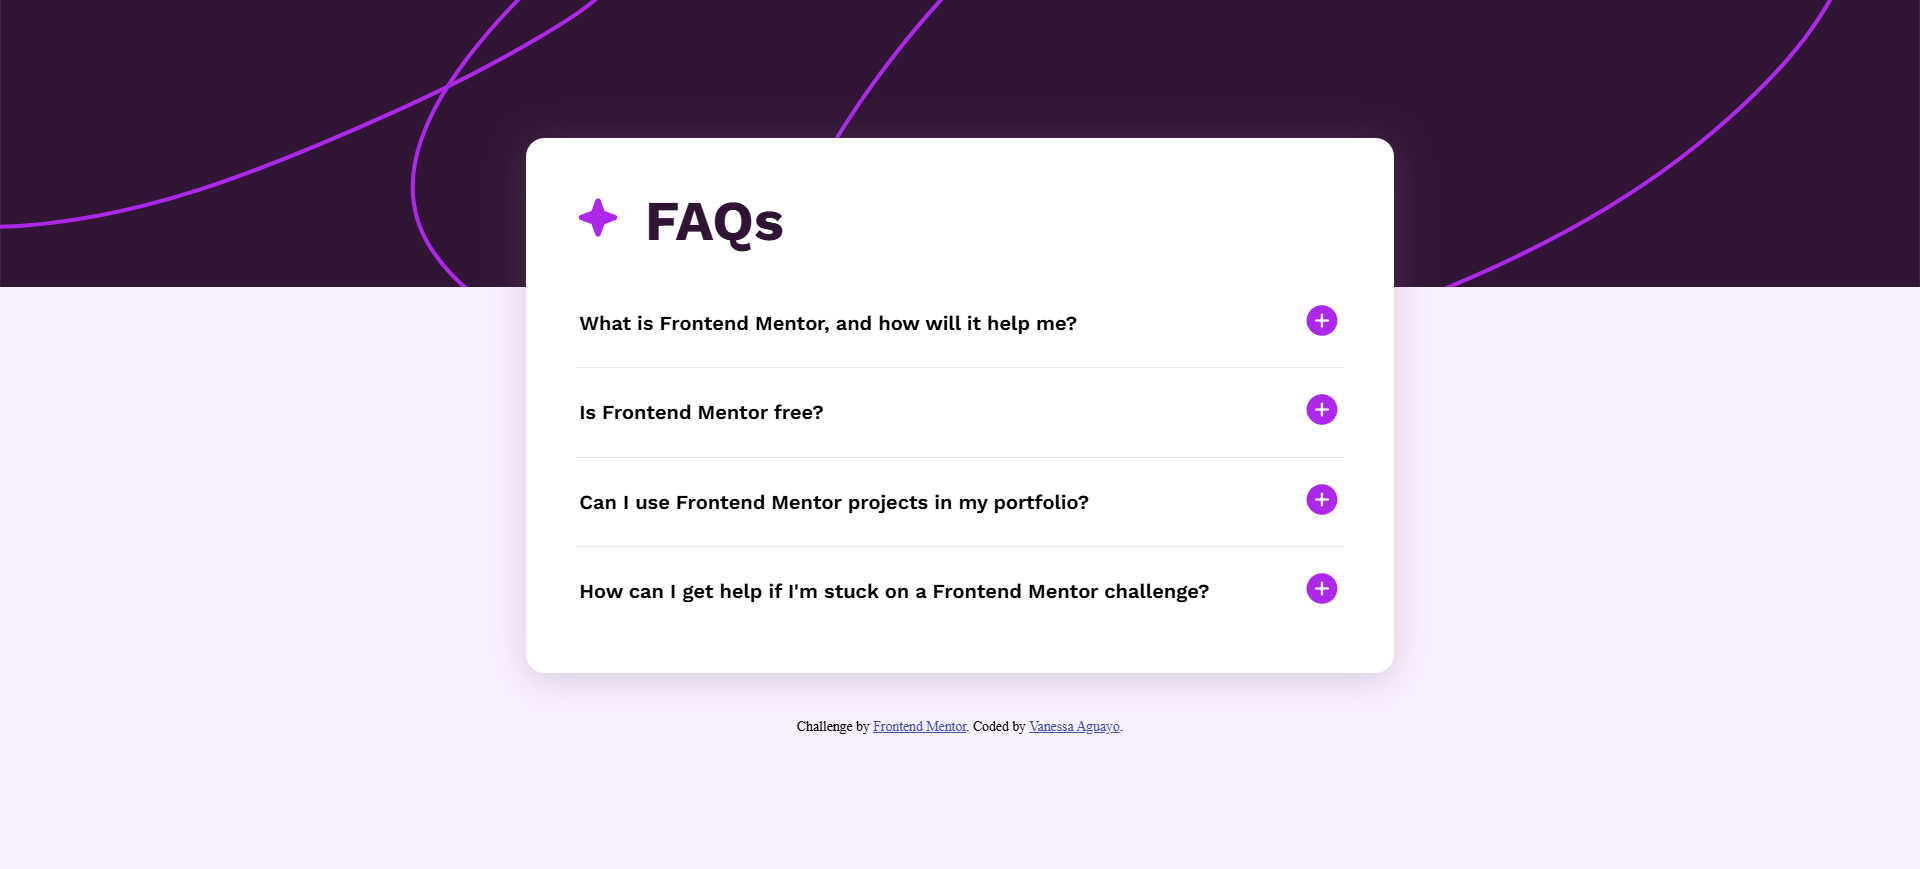 FAQs
What is Frontend Mentor, and how will it help me?
Is Frontend Mentor free?
Can I use Frontend Mentor projects in my portfolio?
How can I get help if I'm stuck on a Frontend Mentor challenge?
Challenge by Frontend Mentor. Coded by Vanessa Aguayo.